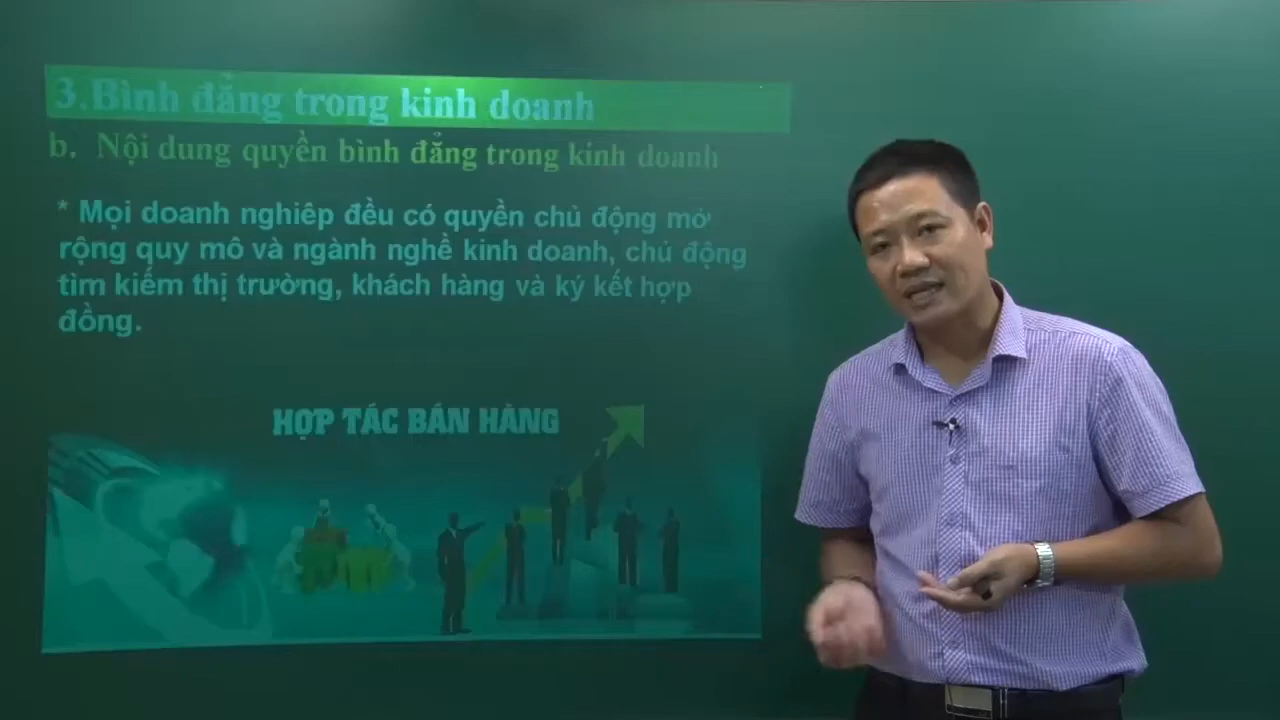 3.Bình đẳng trong kinh doanh
b. Nội dung quyền bình đẳng trong kinh doanh
* Mọi doanh nghiêp đều có quyền chủ động mở
rộng quy mô và ngành nghề kinh doanh, chủ động
tìm kiếm thị trường, khách hàng và ký kết hợp
đồng.
HỢP TÁC BÁN HÀNG